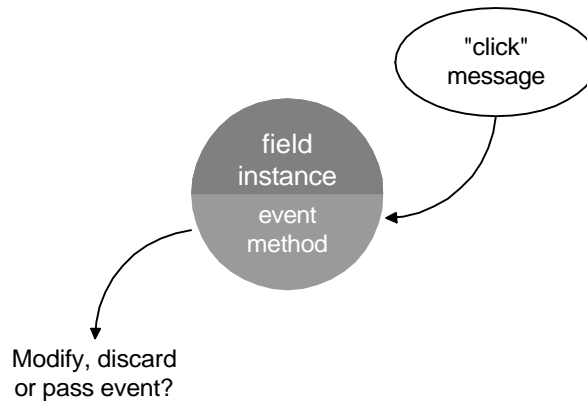 "click"
message
field
instance
event
method
Modify, discard
or pass event?